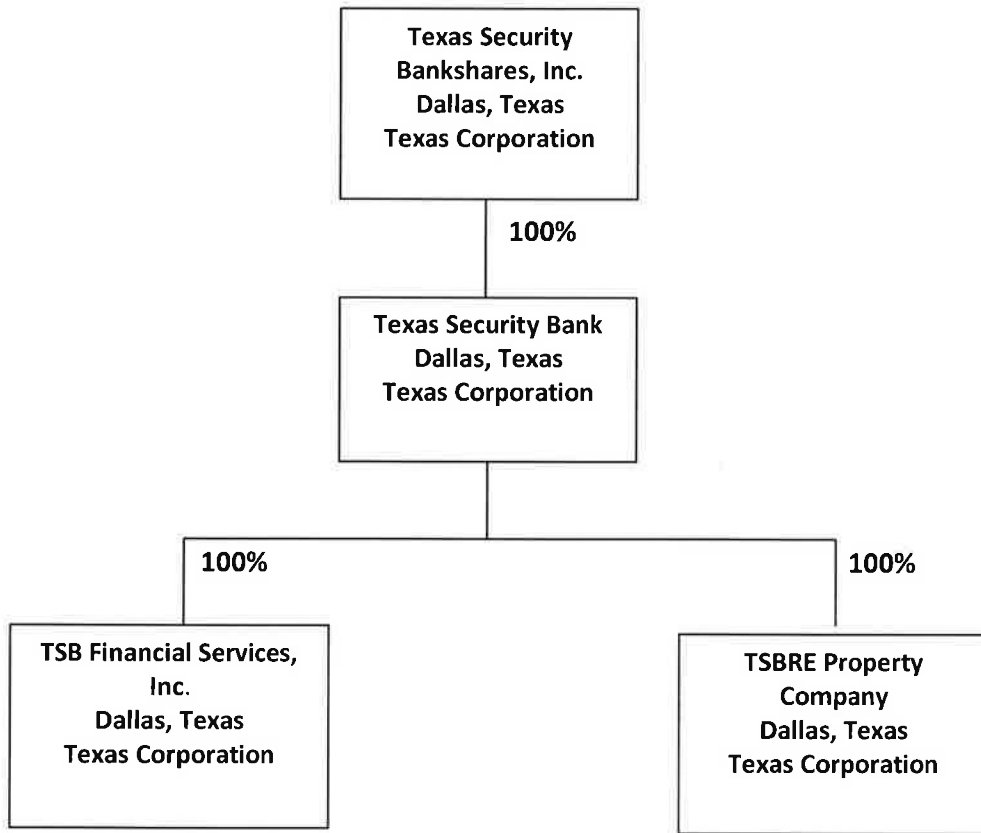 Texas Security
Bankshares, Inc.
Dallas, Texas
Texas Corporation
100%
Texas Security Bank
Dallas, Texas
Texas Corporation
100%
100%
TSB Financial Services,
Inc.
Dallas, Texas
Texas Corporation
TSBRE Property
Company
Dallas, Texas
Texas Corporation